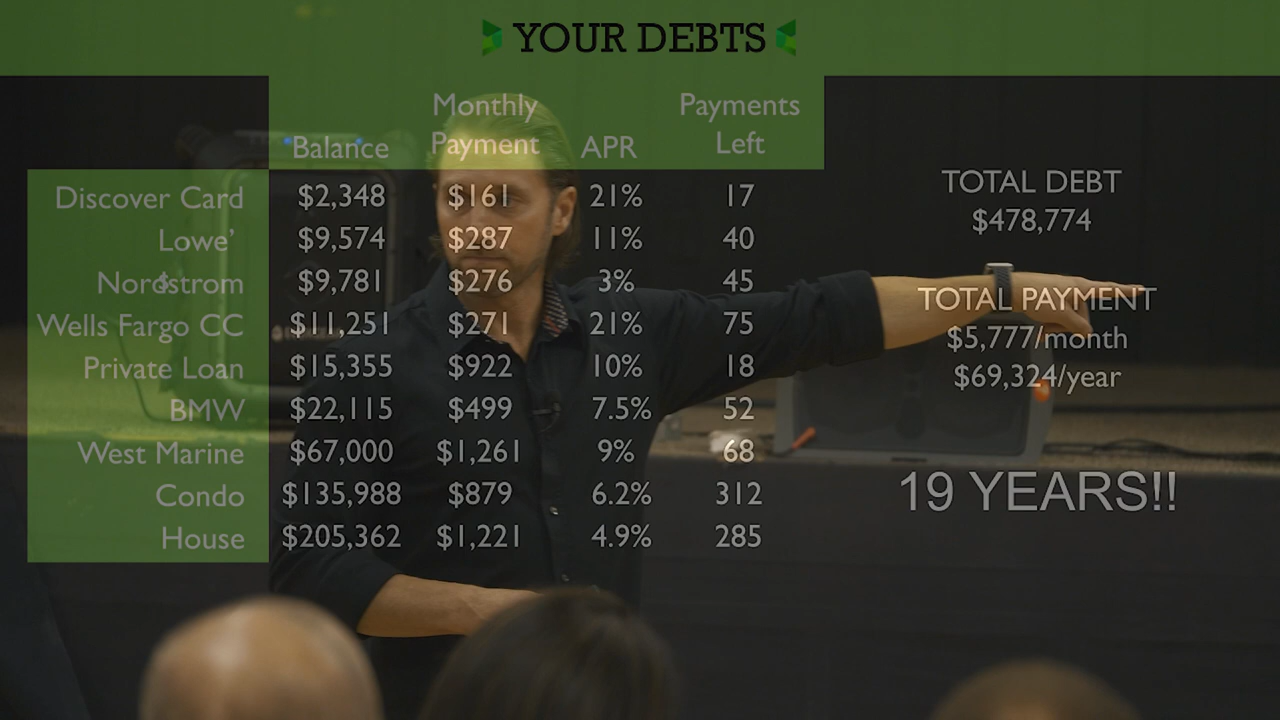 YOUR DEBTS
Balance Monthly Payment APR Payments Left
Discover Card $2,348 $161 21% 17
Lowe' $9,574 $287 11% 40
Nordstrom $9,781 $276 3% 45
Wells Fargo CC $11,251 $271 21% 75
Private Loan $15,355 $922 10% 18
BMW $22,115 $499 7.5% 52
West Marine $67,000 $1,261 9% 68
Condo $135,988 $879 6.2% 312
House $205,362 $1,221 4.9% 285
TOTAL DEBT
$478,774
TOTAL PAYMENT
$5,777/month
$69,324/year
19 YEARS!!